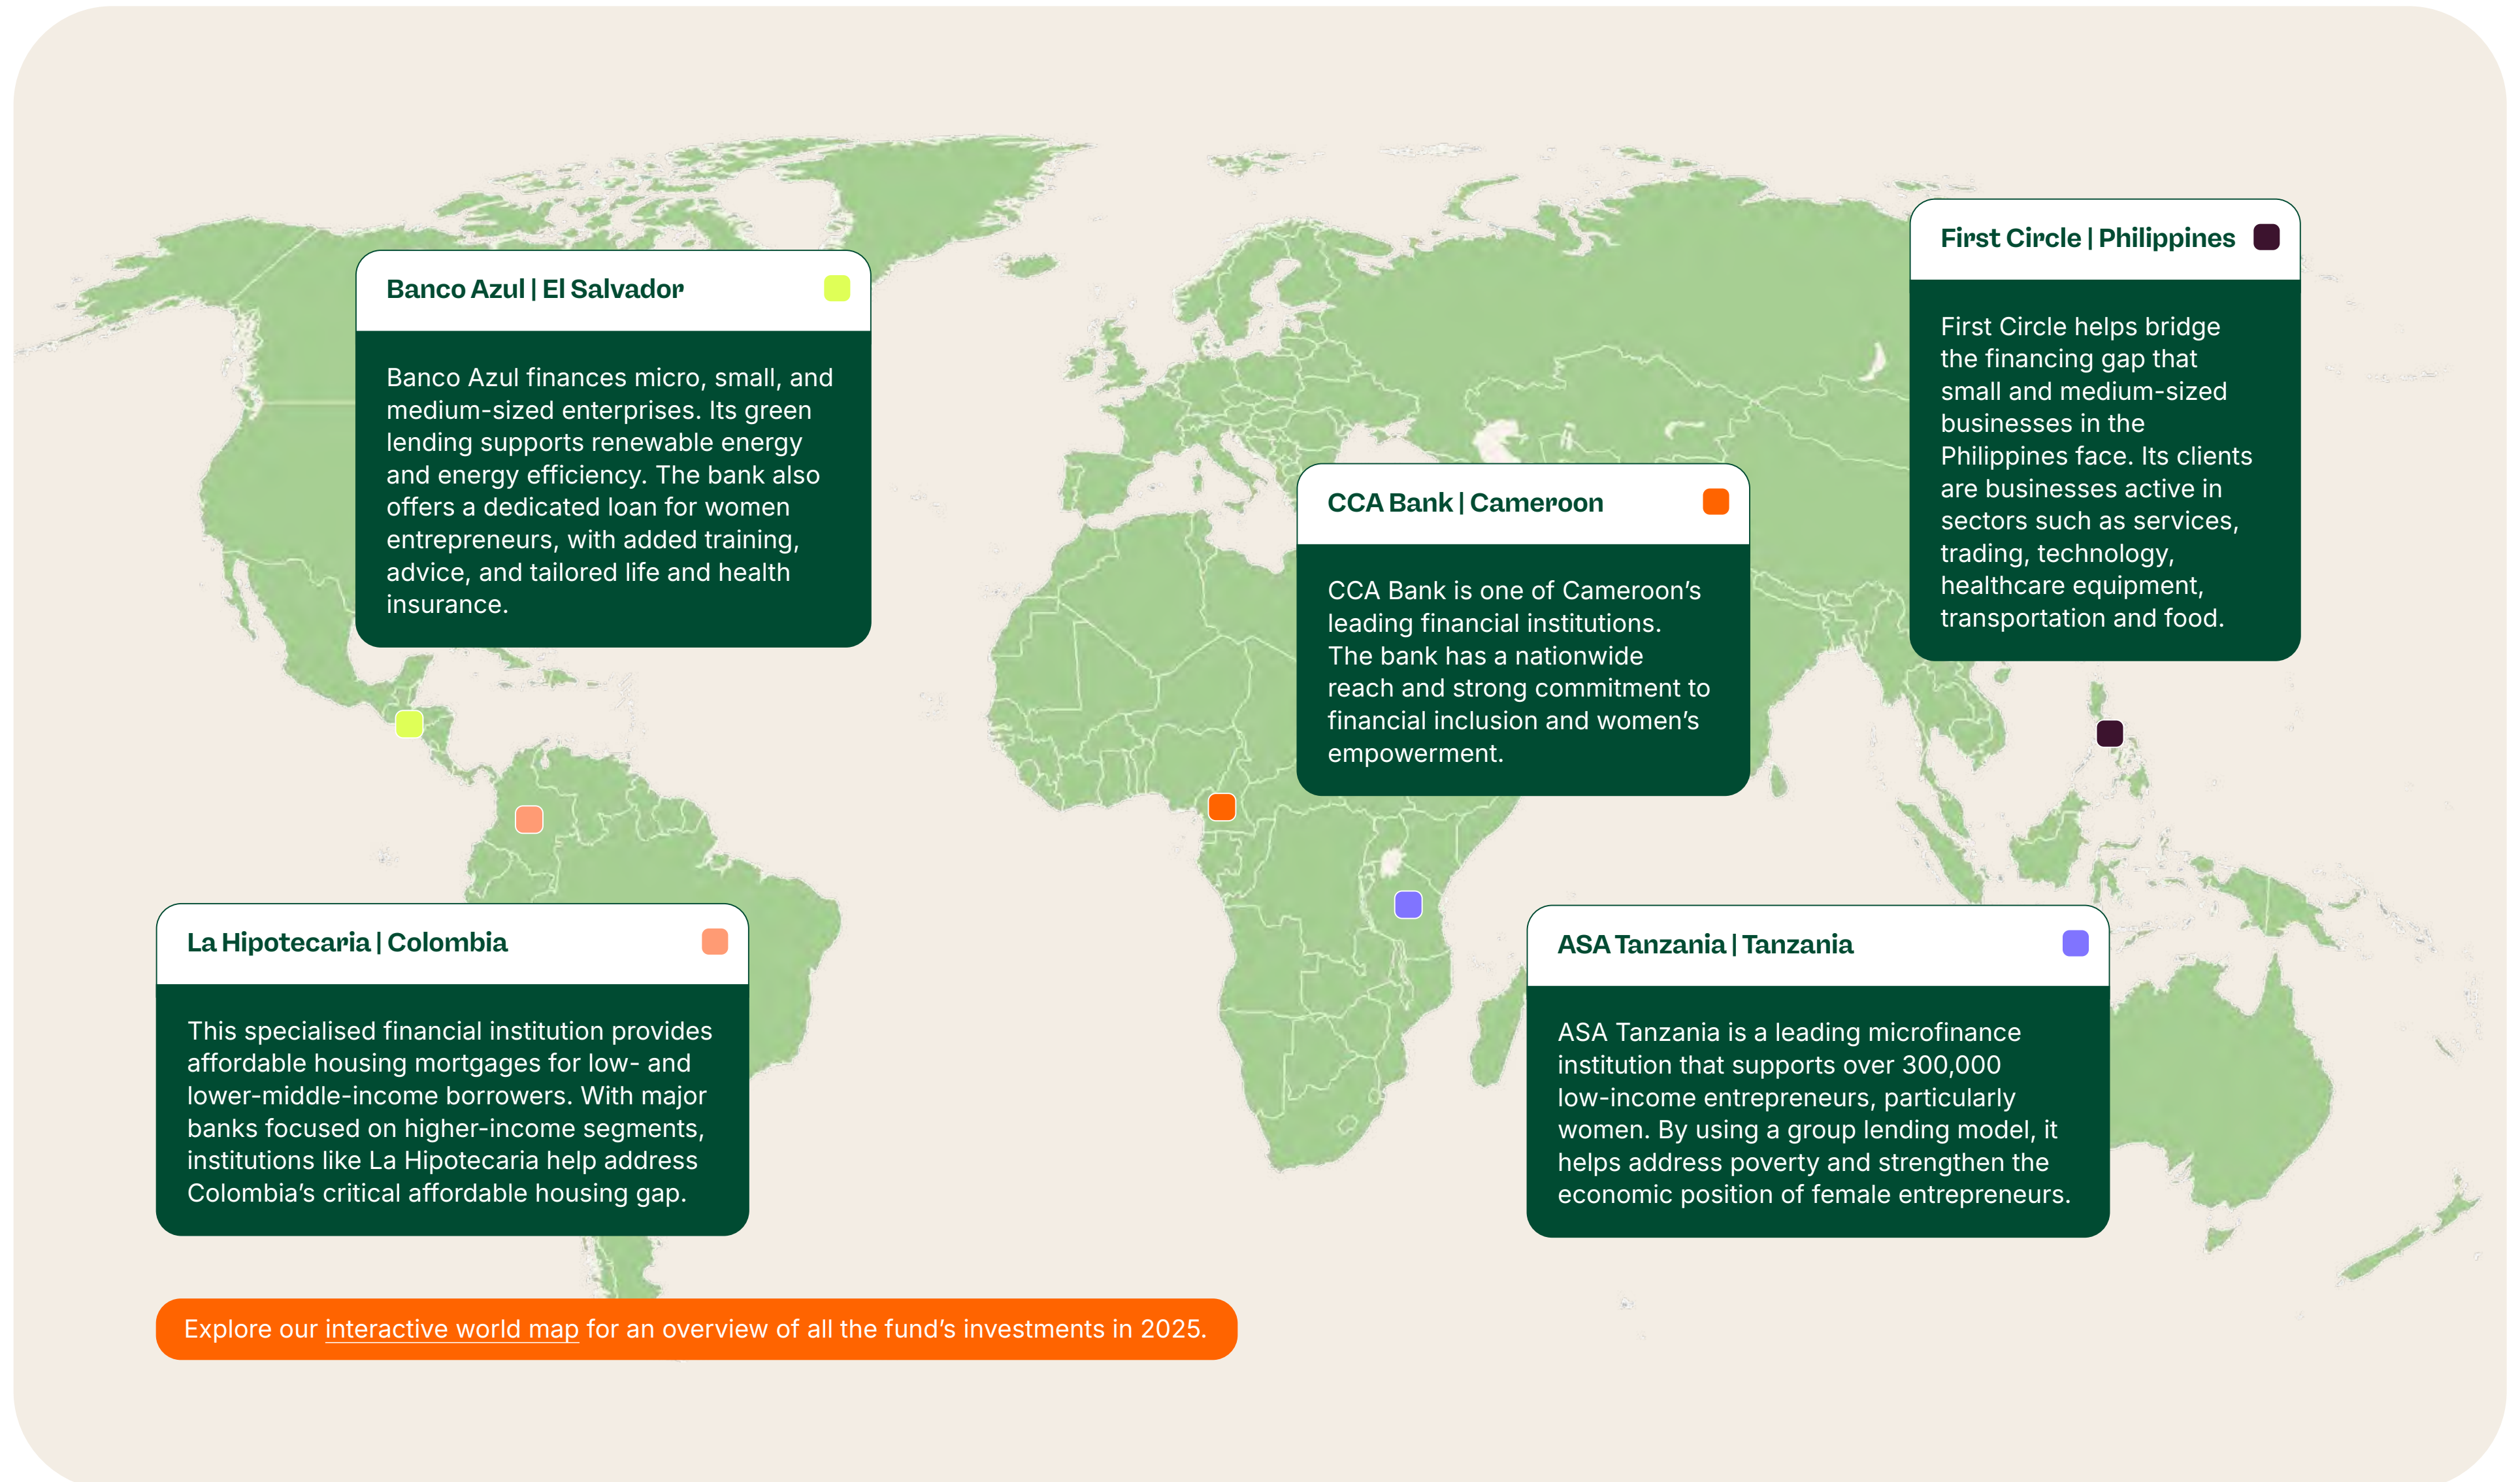 Banco Azul | El Salvador
Banco Azul finances micro, small, and
medium-sized enterprises. Its green
lending supports renewable energy
and energy efficiency. The bank also
offers a dedicated loan for women
entrepreneurs, with added training,
advice, and tailored life and health
insurance.
First Circle | Philippines
First Circle helps bridge
the financing gap that
small and medium-sized
businesses in the
Philippines face. Its clients
are businesses active in
sectors such as services,
trading, technology,
healthcare equipment,
transportation and food.
CCA Bank | Cameroon
CCA Bank is one of Cameroon’s
leading financial institutions.
The bank has a nationwide
reach and strong commitment to
financial inclusion and women’s
empowerment.
La Hipotecaria | Colombia
This specialised financial institution provides
affordable housing mortgages for low- and
lower-middle-income borrowers. With major
banks focused on higher-income segments,
institutions like La Hipotecaria help address
Colombia’s critical affordable housing gap.
ASA Tanzania | Tanzania
ASA Tanzania is a leading microfinance
institution that supports over 300,000
low-income entrepreneurs, particularly
women. By using a group lending model, it
helps address poverty and strengthen the
economic position of female entrepreneurs.
Explore our interactive world map for an overview of all the fund’s investments in 2025.